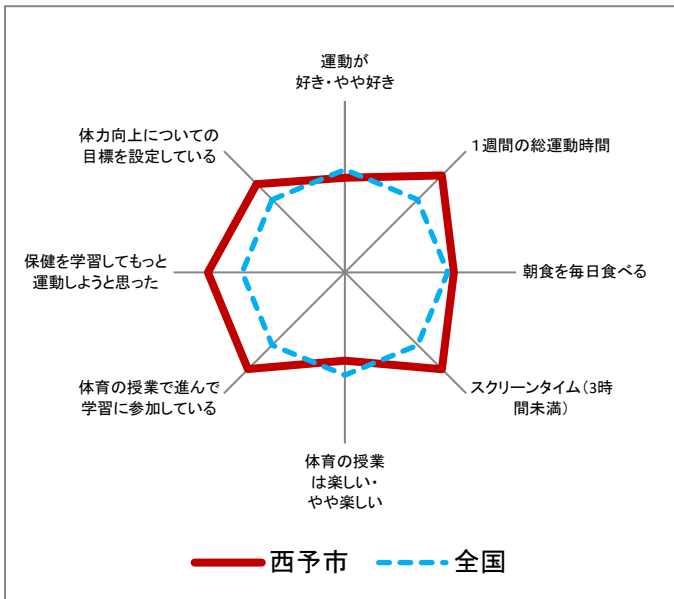 運動が
好き・やや好き
体力向上についての
目標を設定している
1週間の総運動時間
保健を学習してもっと
運動しようと思った
朝食を毎日食べる
体育の授業で進んで
学習に参加している
スクリーンタイム(3時
間未満)
体育の授業
は楽しい・
やや楽しい
西予市
全国